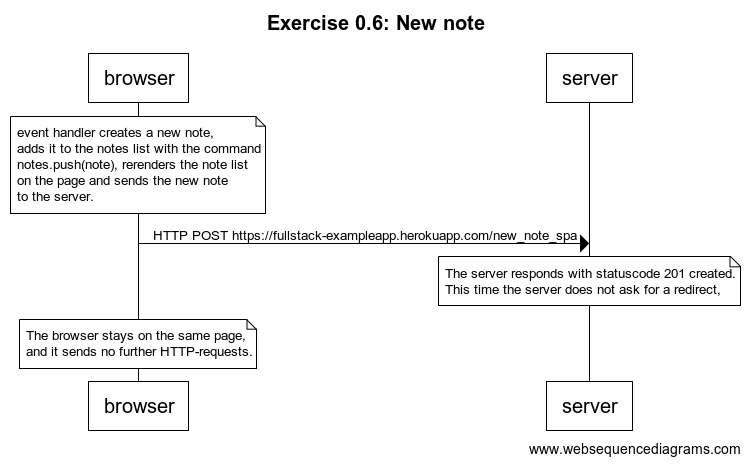 Exercise 0.6: New note
browser
server
event handler creates a new note,
adds it to the notes list with the command
notes.push(note), rerenders the note list
on the page and sends the new note
to the server.
HTTP POST https://fullstack-exampleapp.herokuapp.com/new_note_spa
The server responds with statuscode 201 created.
This time the server does not ask for a redirect,
The browser stays on the same page,
and it sends no further HTTP-requests.
browser
server
www.websequencediagrams.com